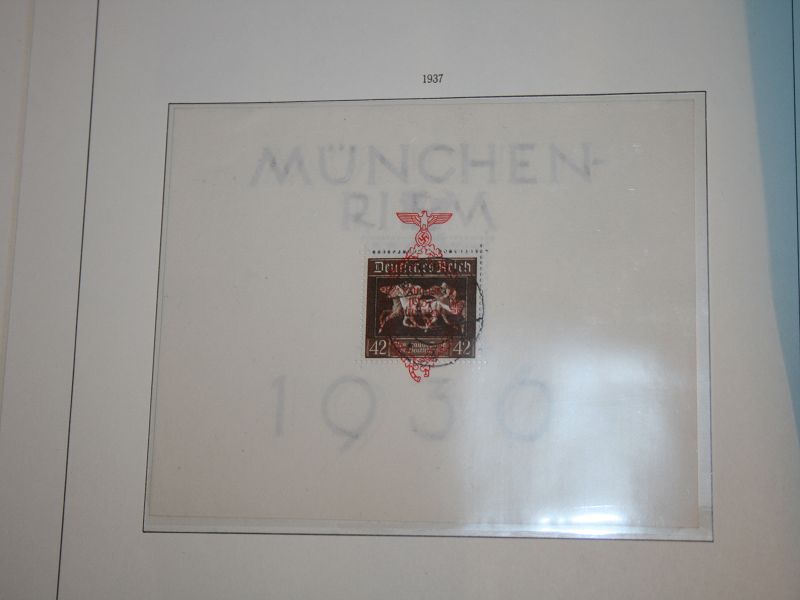 1937
MÜNCHEN-
RIEM
Deutsches Reich
42 42
1936